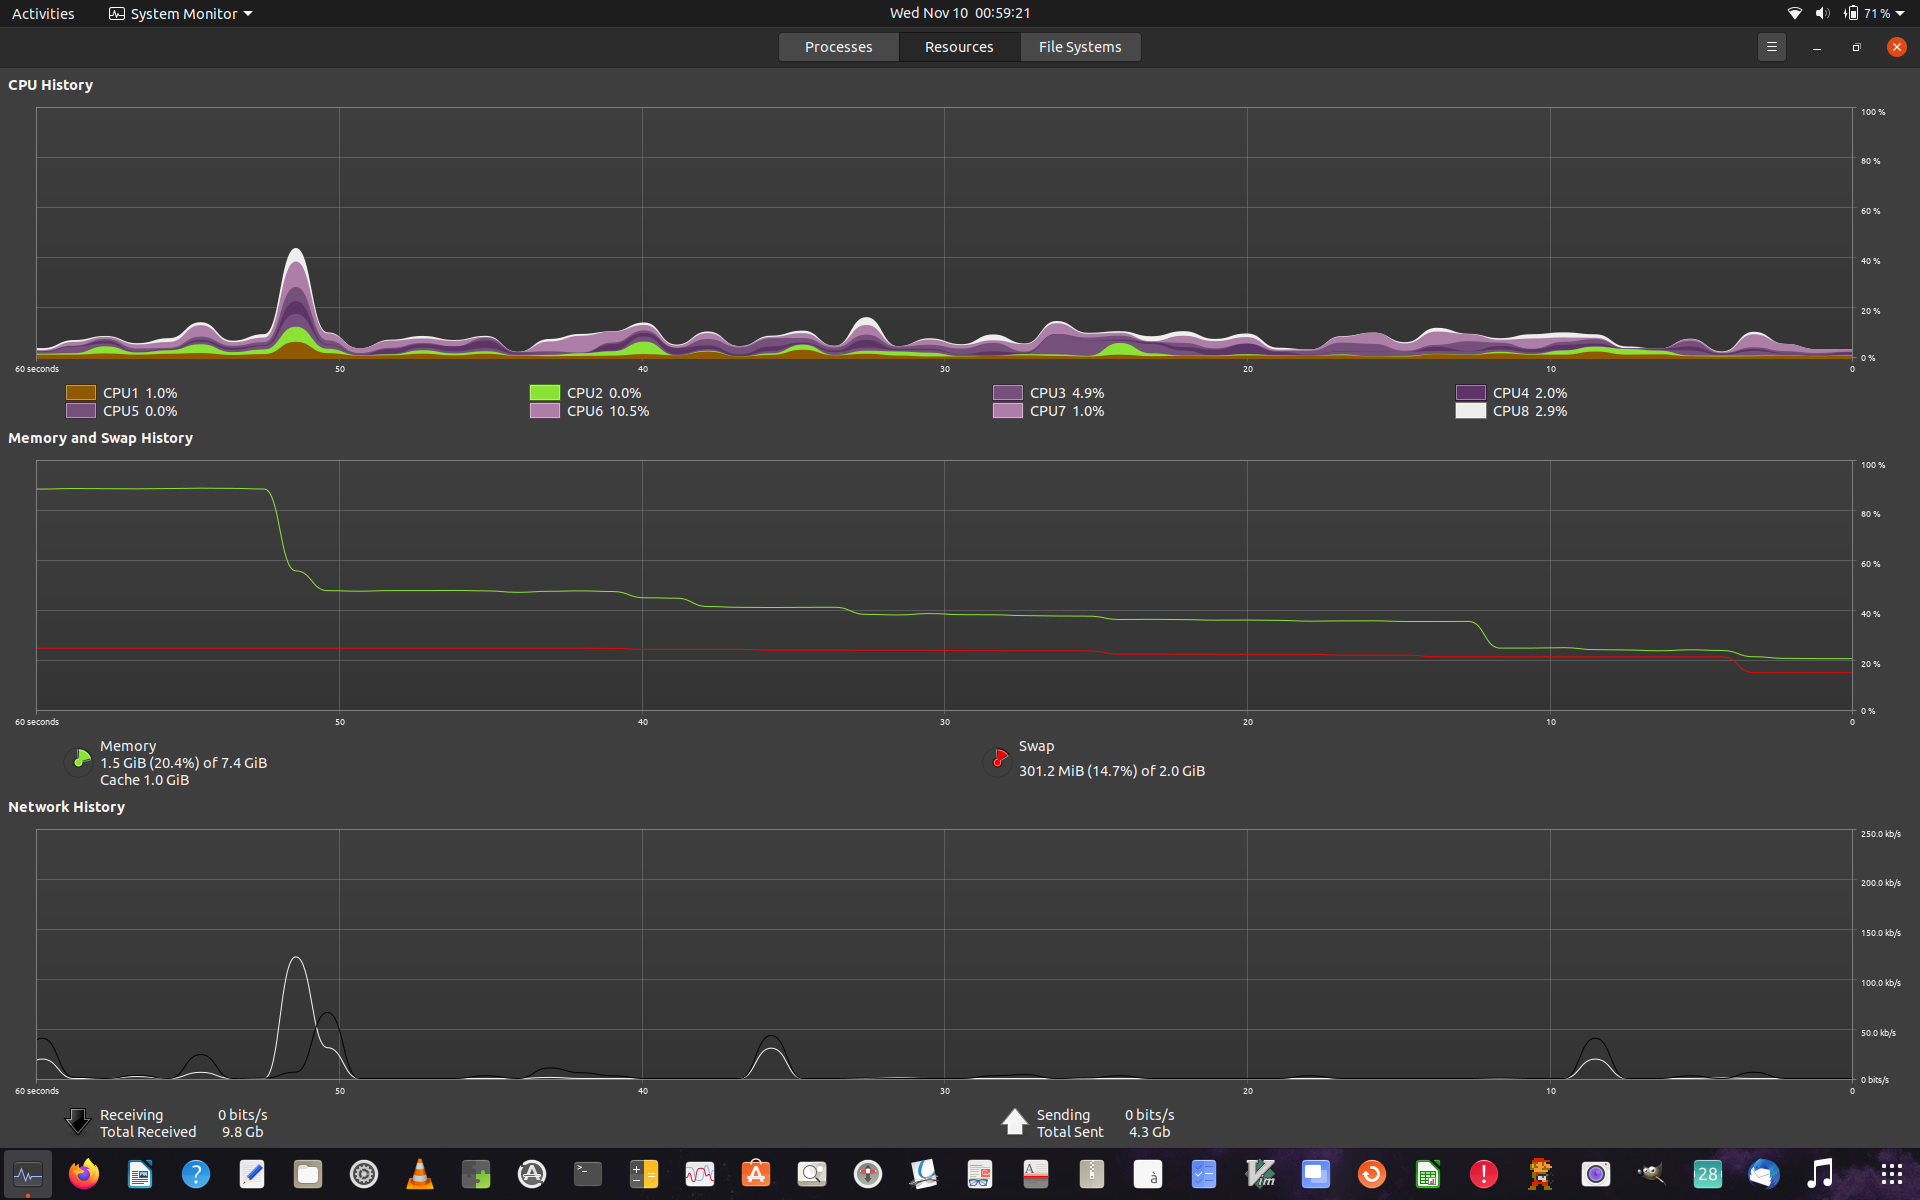 Activities System Monitor Wed Nov 10 00:59:21 71 %
Processes Resources File Systems
CPU History
100 %
80 %
60 %
40 %
20 %
0 %
60 seconds 50 40 30 20 10 0
CPU1 1.0% CPU2 0.0% CPU3 4.9% CPU4 2.0%
CPU5 0.0% CPU6 10.5% CPU7 1.0% CPU8 2.9%
Memory and Swap History
100 %
80 %
60 %
40 %
20 %
0 %
60 seconds 50 40 30 20 10 0
Memory
1.5 GiB (20.4%) of 7.4 GiB
Cache 1.0 GiB
Swap
301.2 MiB (14.7%) of 2.0 GiB
Network History
250.0 kb/s
200.0 kb/s
150.0 kb/s
100.0 kb/s
50.0 kb/s
0 bits/s
60 seconds 50 40 30 20 10 0
Receiving 0 bits/s
Total Received 9.8 Gb
Sending 0 bits/s
Total Sent 4.3 Gb
? >_ A à Vim ! 28